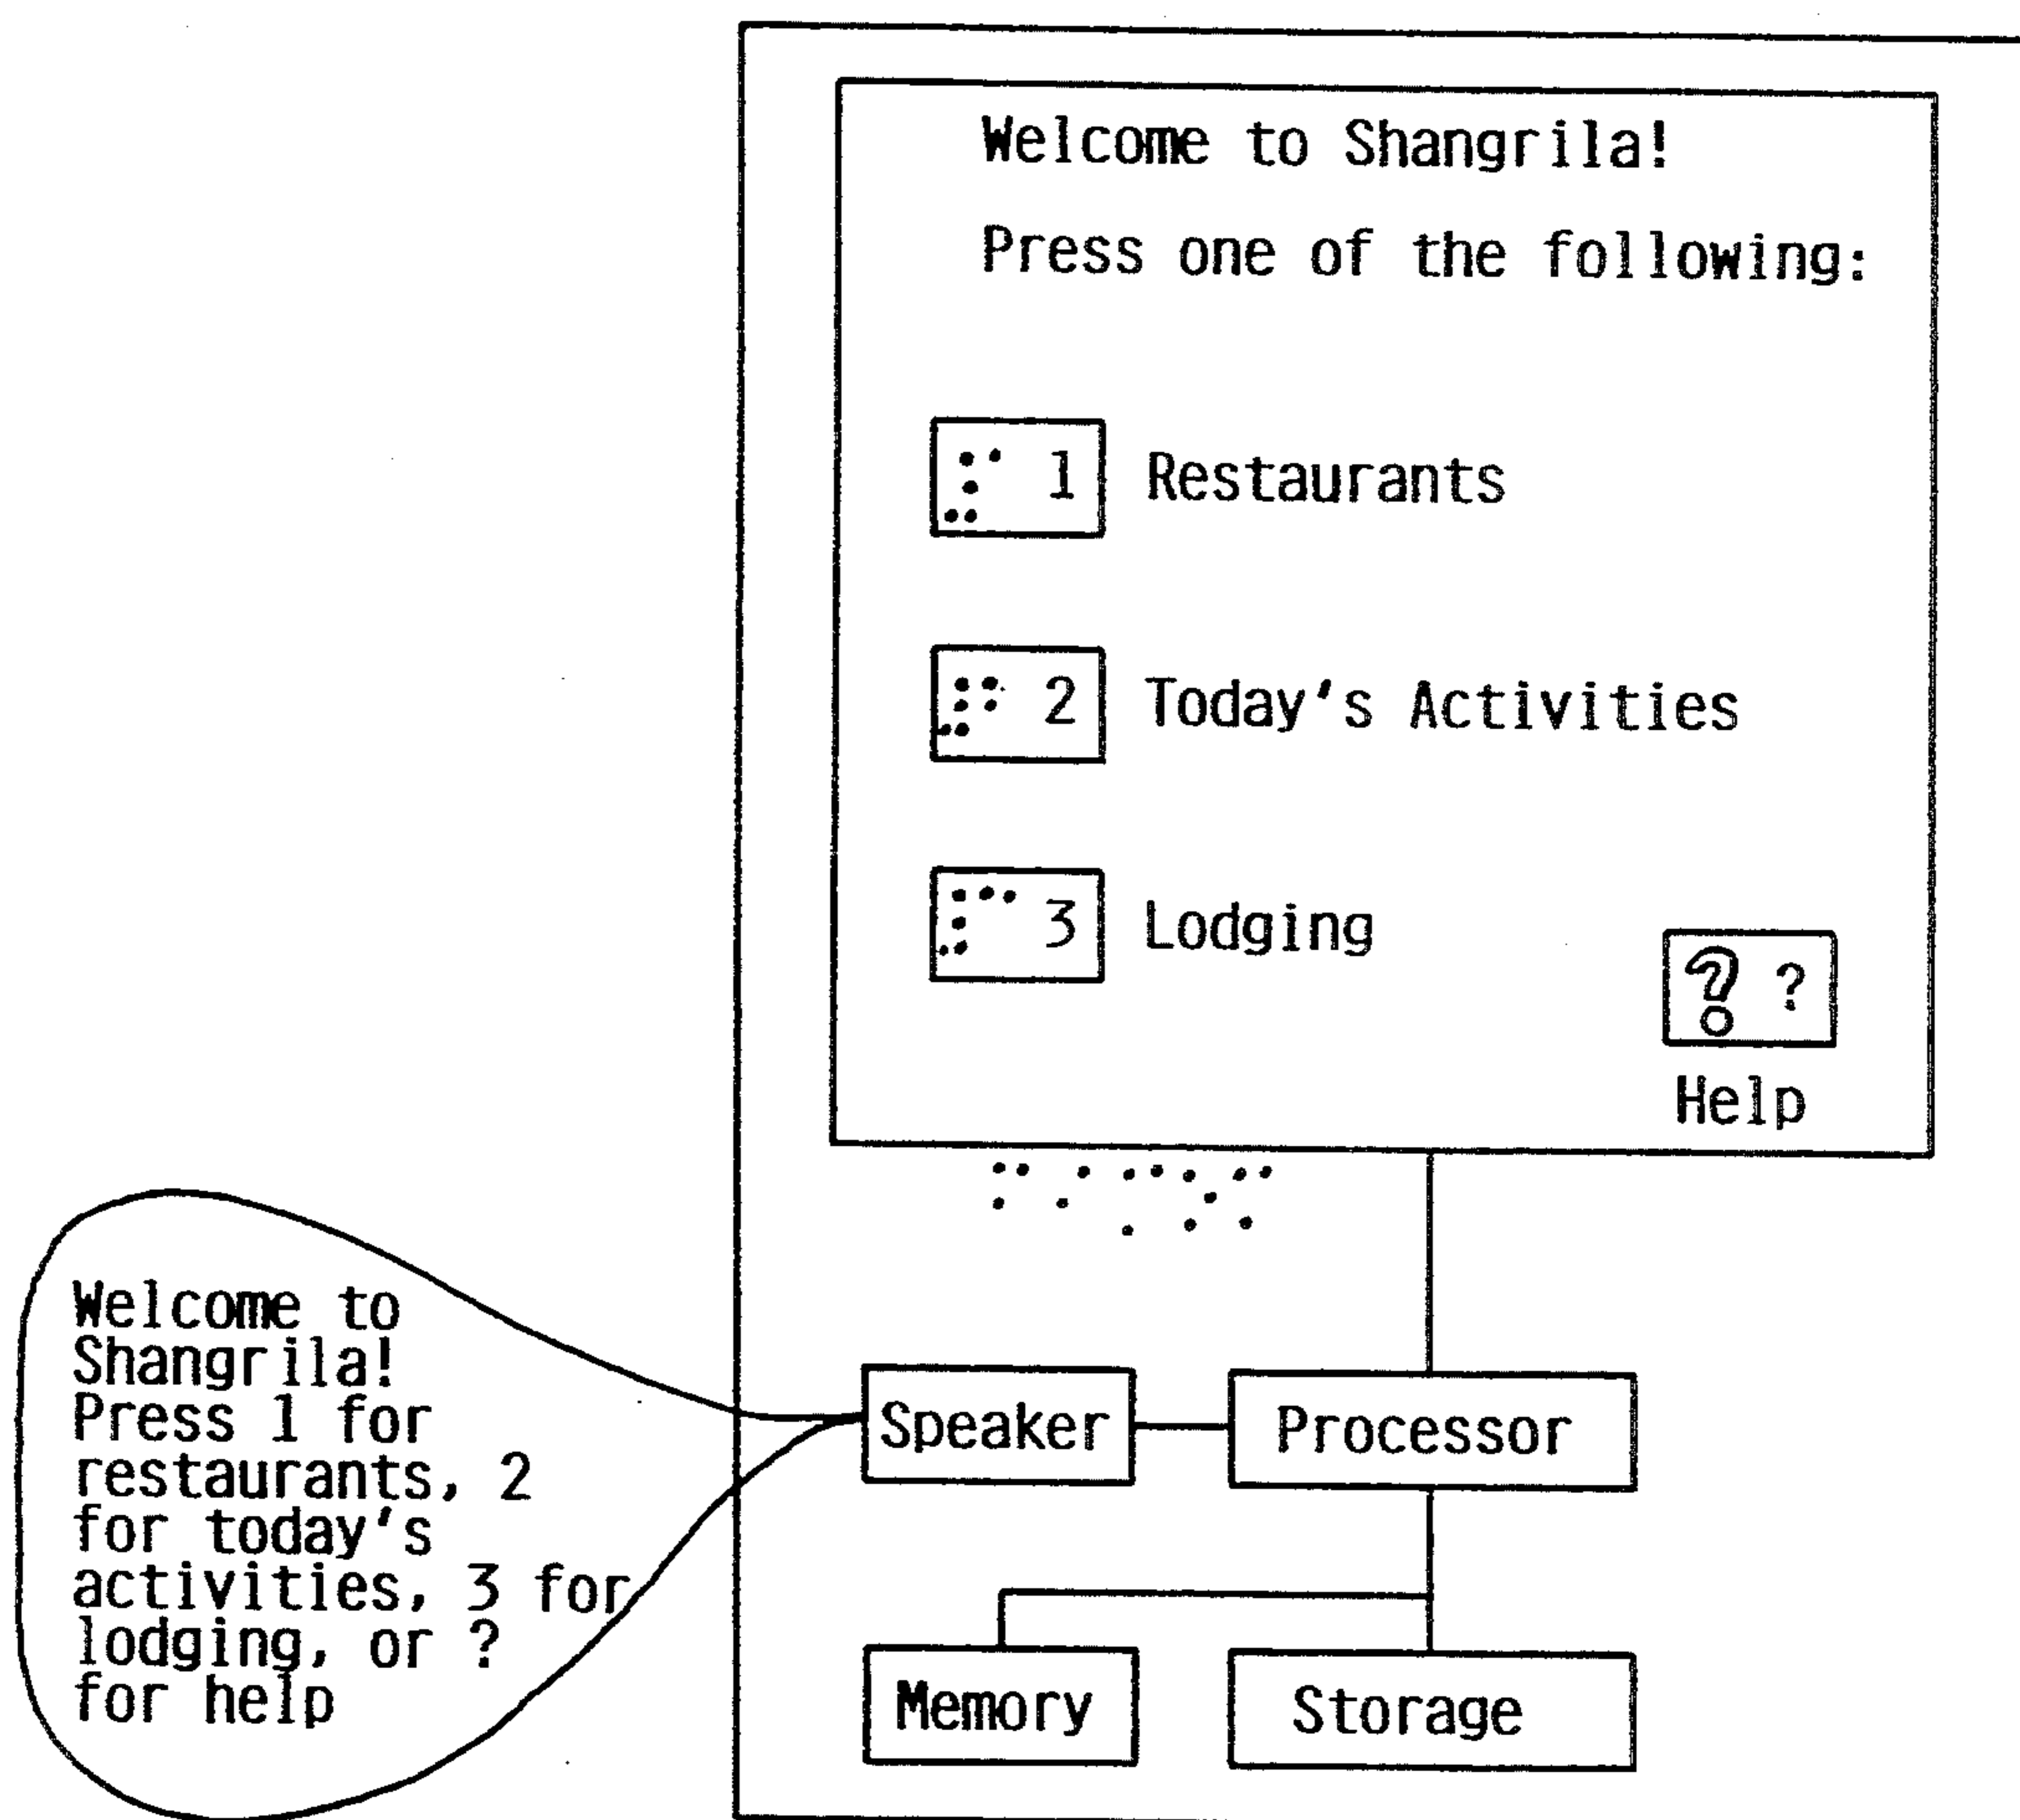 Welcome to Shangrila!
Press one of the following:
1 Restaurants
2 Today's Activities
3 Lodging
? ?
Help
Welcome to
Shangrila!
Press 1 for
restaurants, 2
for today's
activities, 3 for
lodging, or ?
for help
Speaker
Processor
Memory
Storage